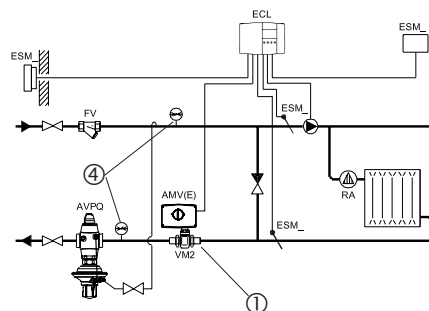 ECL
ESM_
ESM_
FV
ESM_
④
AMV(E)
RA
AVPQ
ESM_
VM2
①